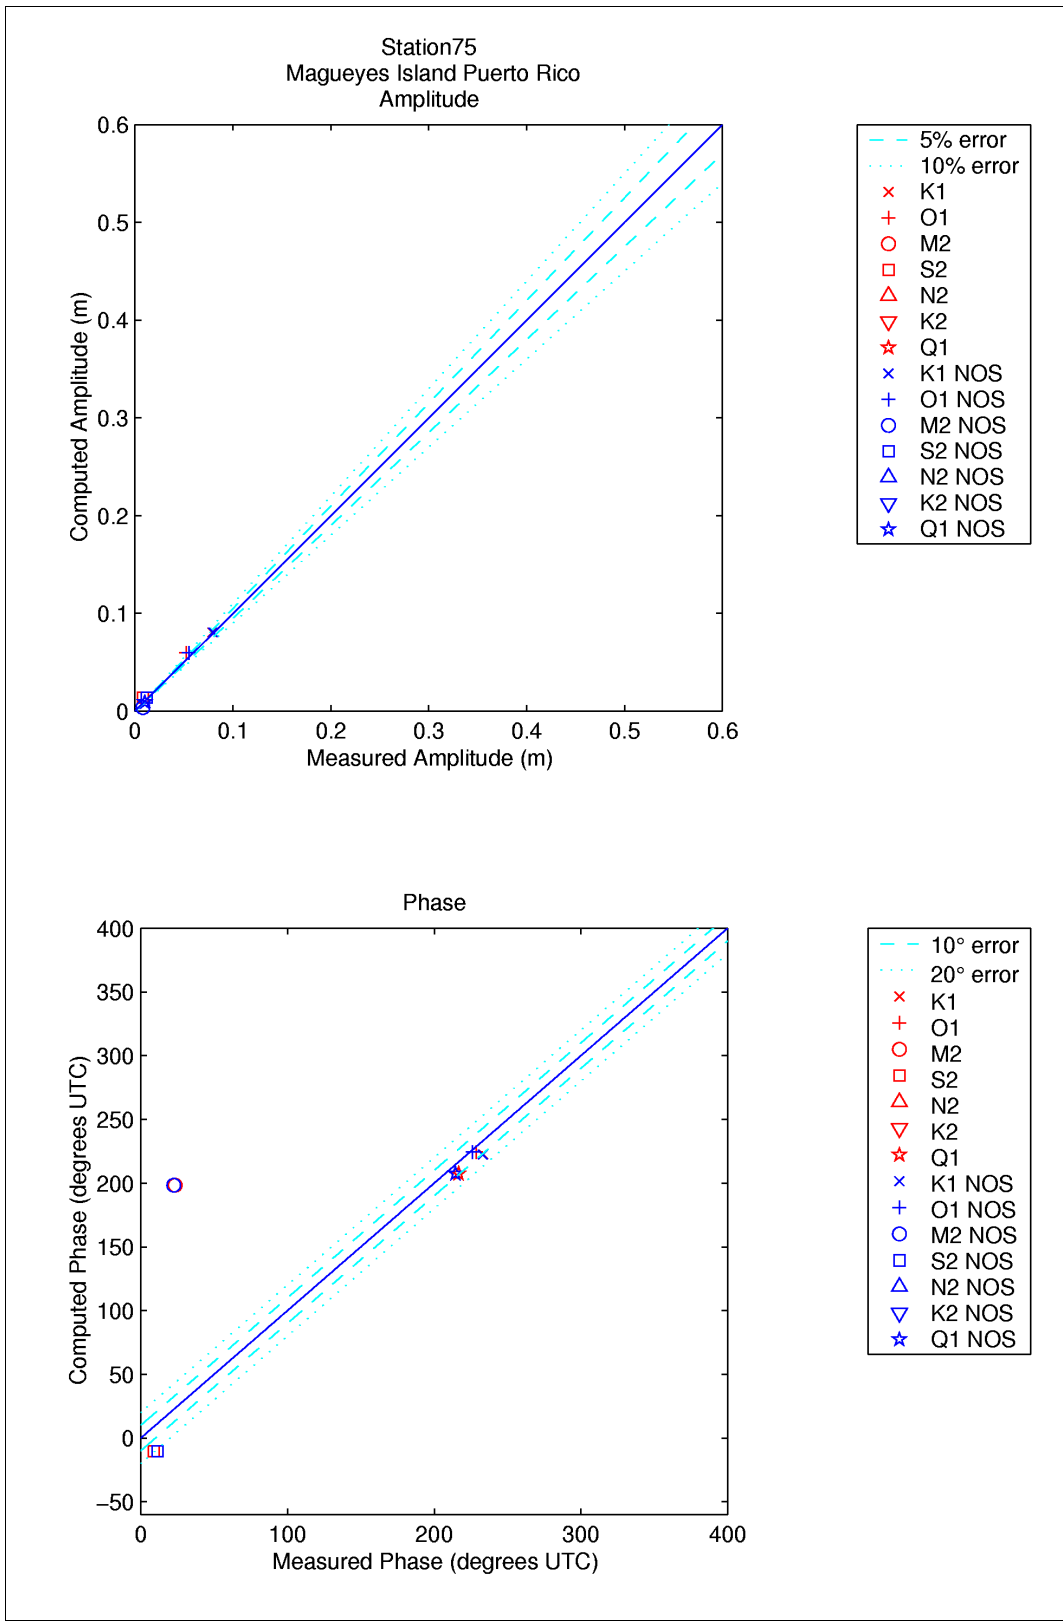 Station75
Magueyes Island Puerto Rico
Amplitude
0.6
0.5
0.4
0.3
0.2
0.1
0
Computed Amplitude (m)
0 0.1 0.2 0.3 0.4 0.5 0.6
Measured Amplitude (m)
5% error
10% error
K1
O1
M2
S2
N2
K2
Q1
K1 NOS
O1 NOS
M2 NOS
S2 NOS
N2 NOS
K2 NOS
Q1 NOS
Phase
400
350
300
250
200
150
100
50
0
−50
Computed Phase (degrees UTC)
0 100 200 300 400
Measured Phase (degrees UTC)
10° error
20° error
K1
O1
M2
S2
N2
K2
Q1
K1 NOS
O1 NOS
M2 NOS
S2 NOS
N2 NOS
K2 NOS
Q1 NOS